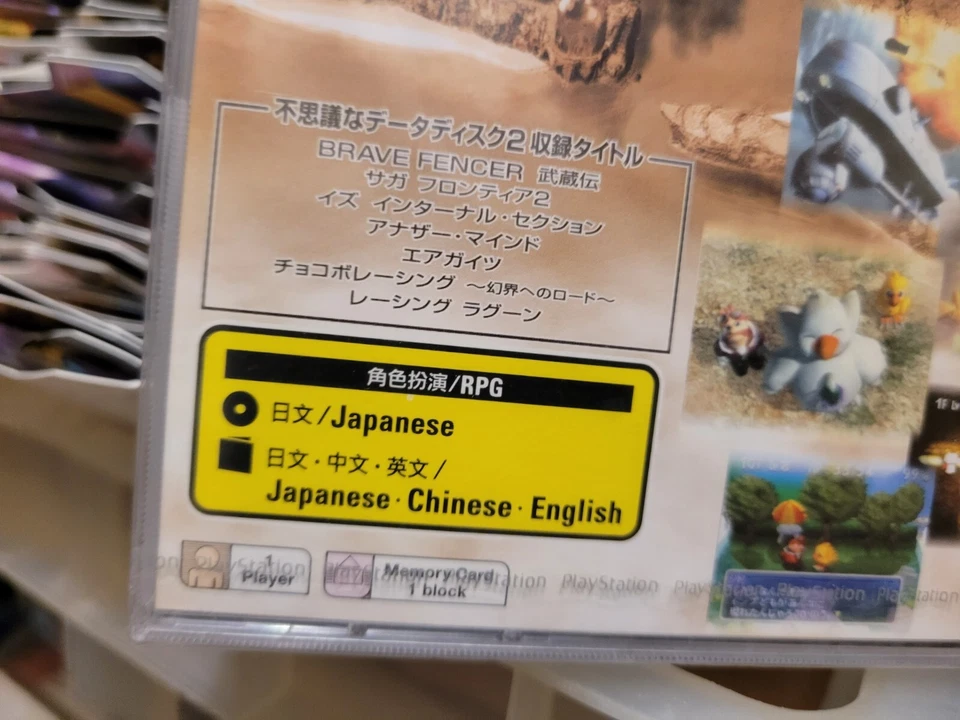 不思議なデータディスク2 収録タイトル
BRAVE FENCER 武蔵伝
サガ フロンティア2
イズ インターナル・セクション
アナザー・マインド
エアガイツ
チョコボレーシング ～幻界へのロード～
レーシング ラグーン
角色扮演/RPG
日文/Japanese
日文・中文・英文/
Japanese・Chinese・English
1
Player
Memory Card
1 block
PlayStation PlayStation PlayStation PlayStation PlayStation PlayStation
1F